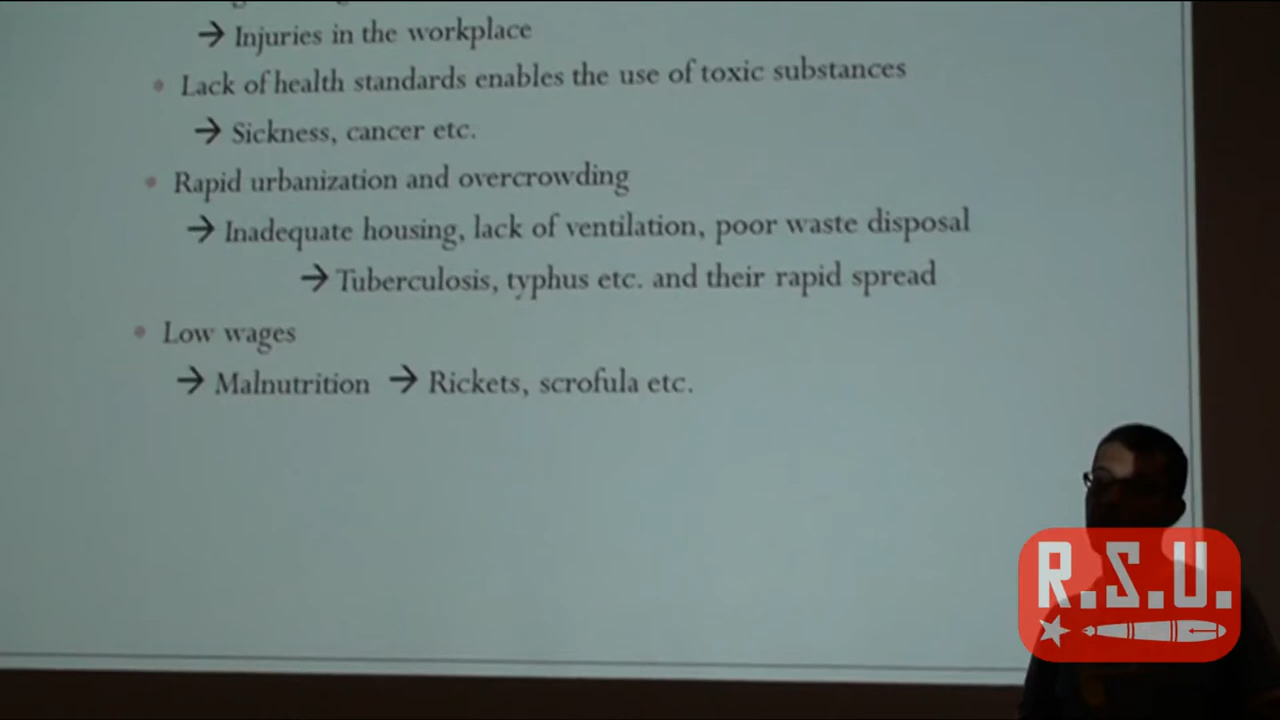 → Injuries in the workplace
• Lack of health standards enables the use of toxic substances
→ Sickness, cancer etc.
• Rapid urbanization and overcrowding
→ Inadequate housing, lack of ventilation, poor waste disposal
→ Tuberculosis, typhus etc. and their rapid spread
• Low wages
→ Malnutrition → Rickets, scrofula etc.
R.S.U.